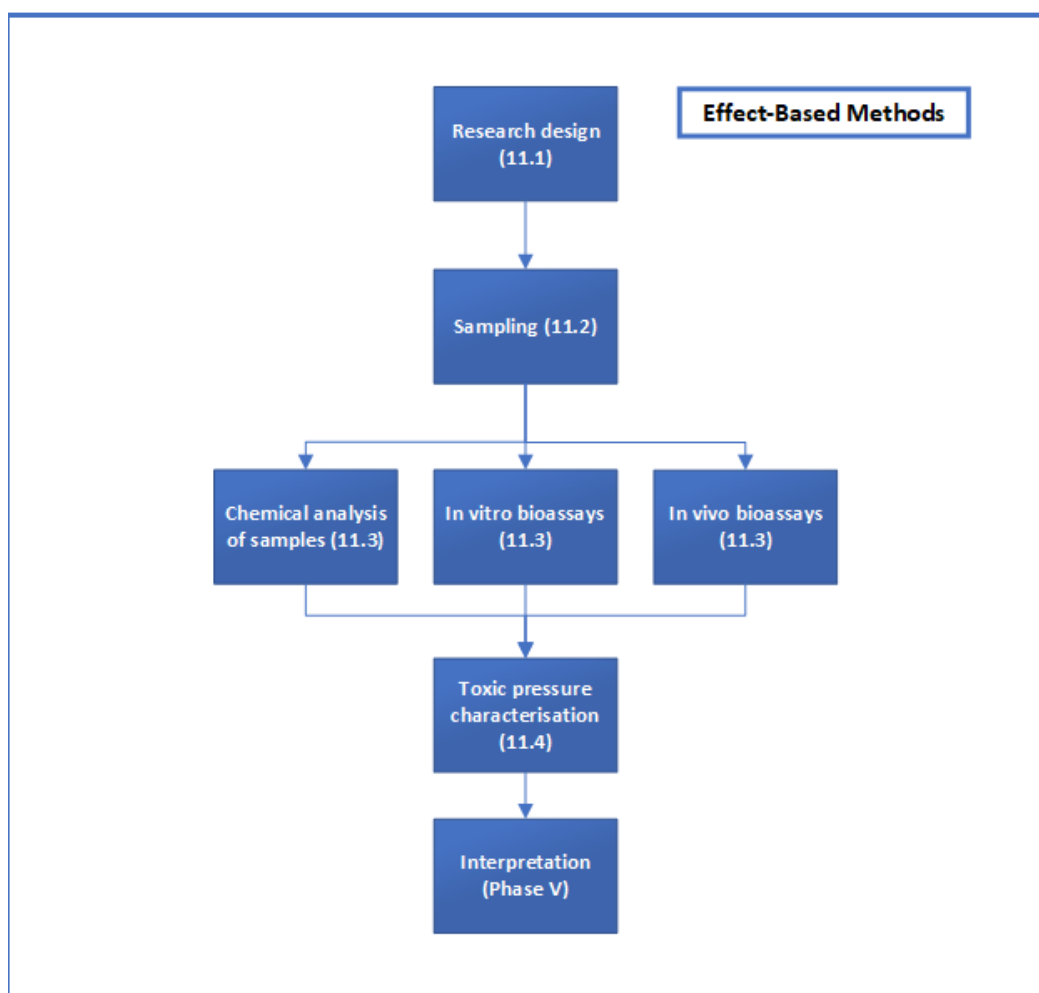 Effect-Based Methods
Research design
(11.1)
Sampling (11.2)
Chemical analysis
of samples (11.3)
In vitro bioassays
(11.3)
In vivo bioassays
(11.3)
Toxic pressure
characterisation
(11.4)
Interpretation
(Phase V)